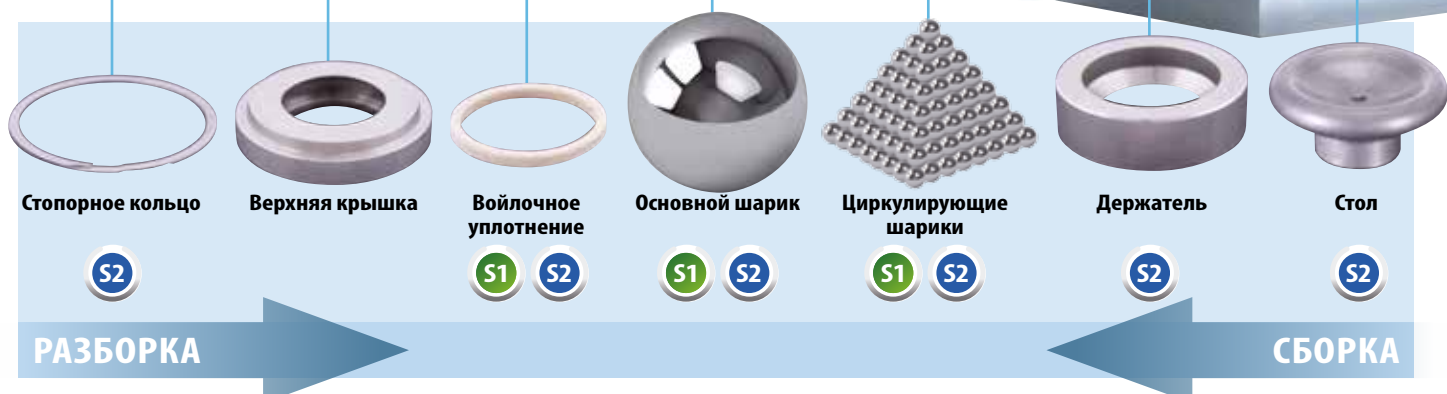 Стопорное кольцо
Верхняя крышка
Войлочное
уплотнение
Основной шарик
Циркулирующие
шарики
Держатель
Стол
S2
S1 S2
S1 S2
S1 S2
S2
S2
РАЗБОРКА
СБОРКА